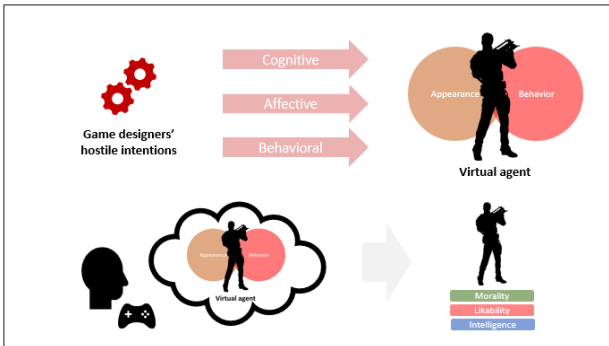 Cognitive
Affective
Behavioral
Game designers'
hostile intentions
Appearance
Behavior
Virtual agent
Appearance
Behavior
Virtual agent
Morality
Likability
Intelligence